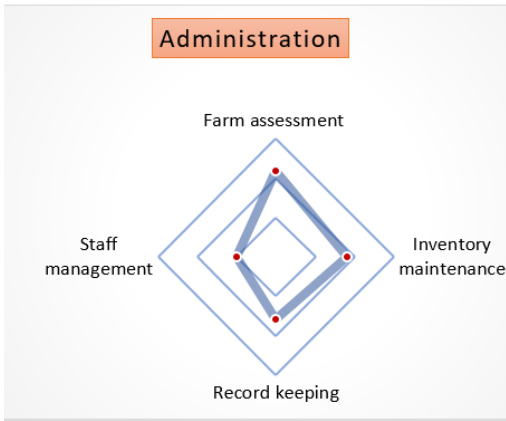 Administration
Farm assessment
Staff
management
Inventory
maintenance
Record keeping